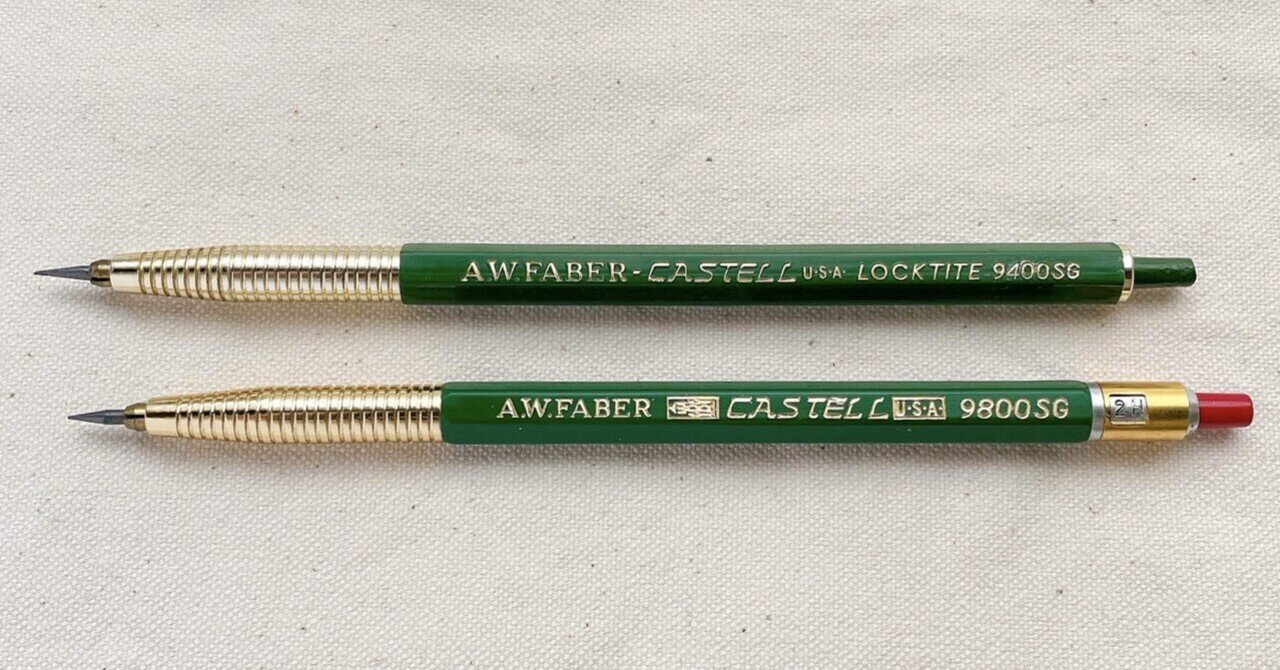 A.W.FABER-CASTELL U·S·A· LOCKTITE 9400SG
A.W.FABER CASTELL U·S·A· 9800SG 2H